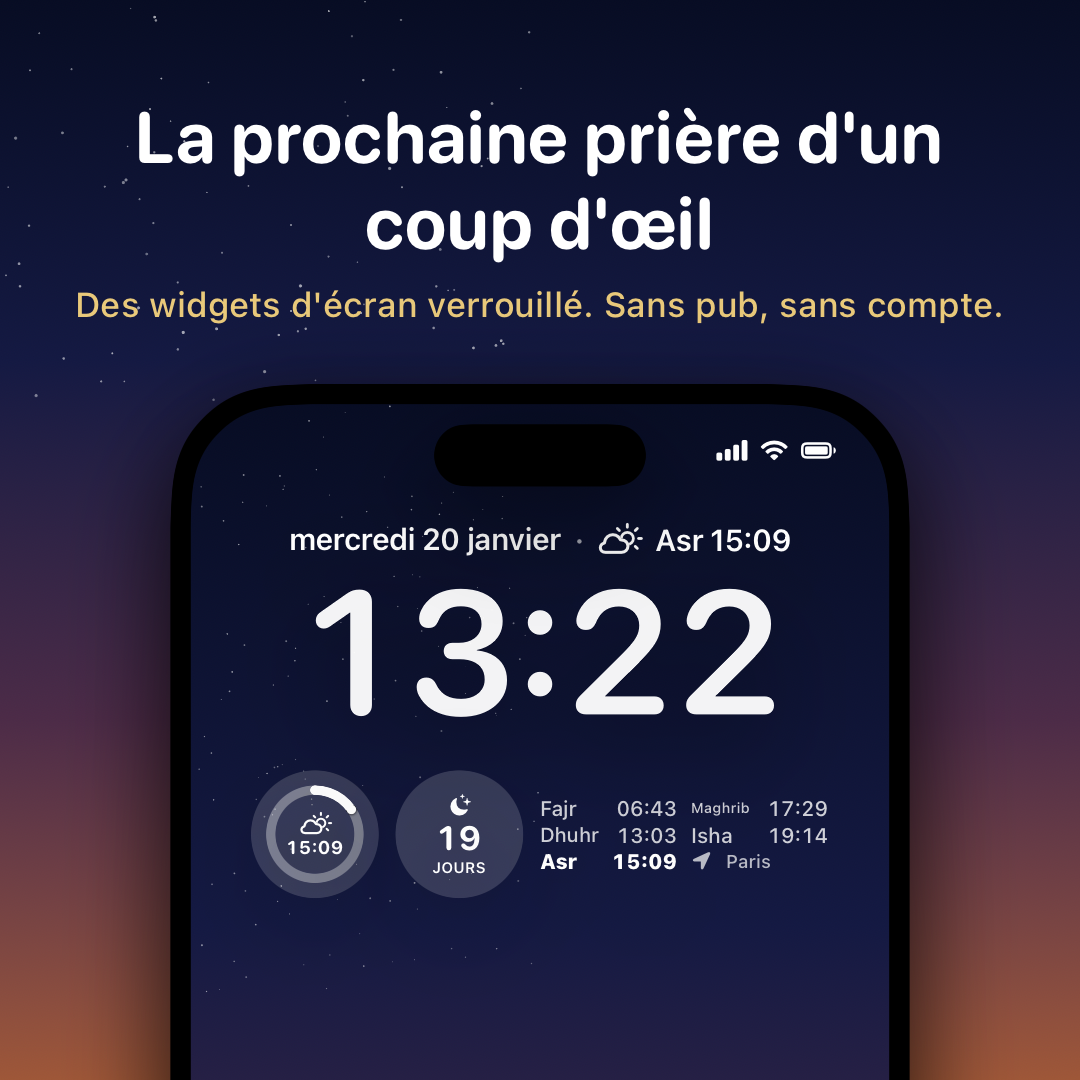 La prochaine prière d'un
coup d'œil
Des widgets d'écran verrouillé. Sans pub, sans compte.
mercredi 20 janvier · Asr 15:09
13:22
15:09
19
JOURS
Fajr 06:43 Maghrib 17:29
Dhuhr 13:03 Isha 19:14
Asr 15:09 Paris